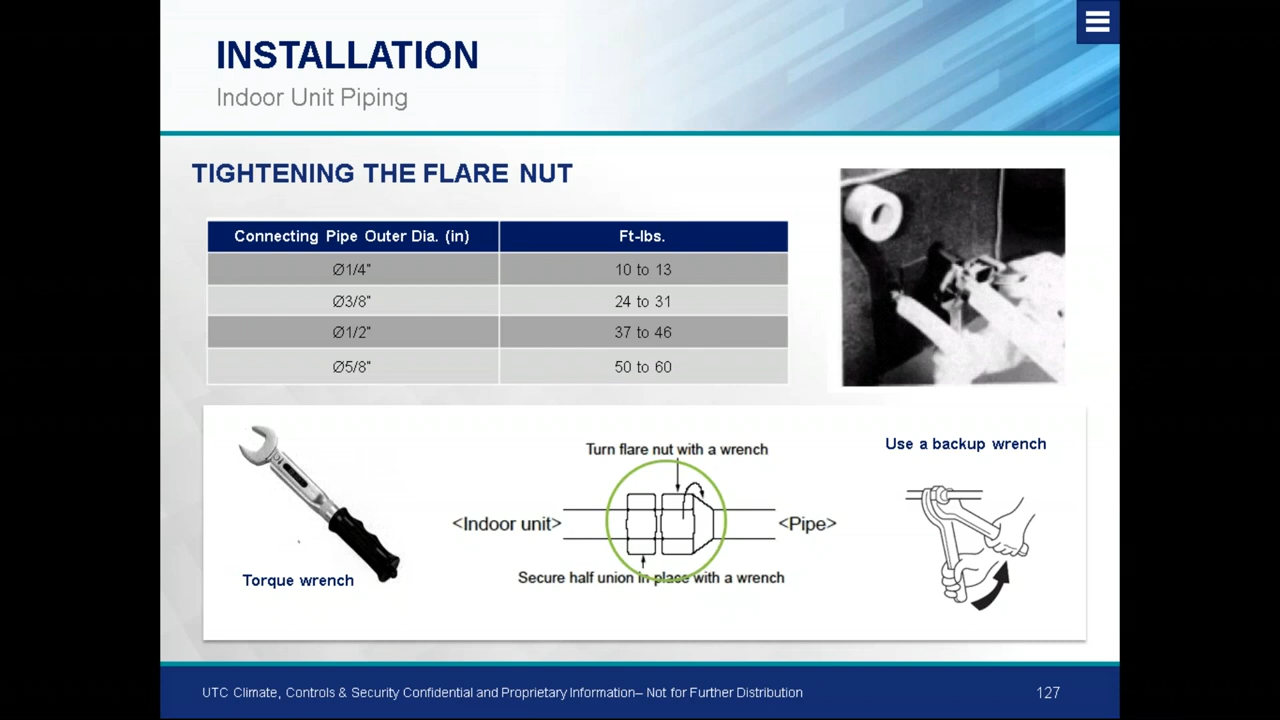 INSTALLATION
Indoor Unit Piping
TIGHTENING THE FLARE NUT
Connecting Pipe Outer Dia. (in) Ft-lbs.
Ø1/4" 10 to 13
Ø3/8" 24 to 31
Ø1/2" 37 to 46
Ø5/8" 50 to 60
Turn flare nut with a wrench
Use a backup wrench
<Indoor unit> <Pipe>
Secure half union in place with a wrench
Torque wrench
UTC Climate, Controls & Security Confidential and Proprietary Information– Not for Further Distribution 127